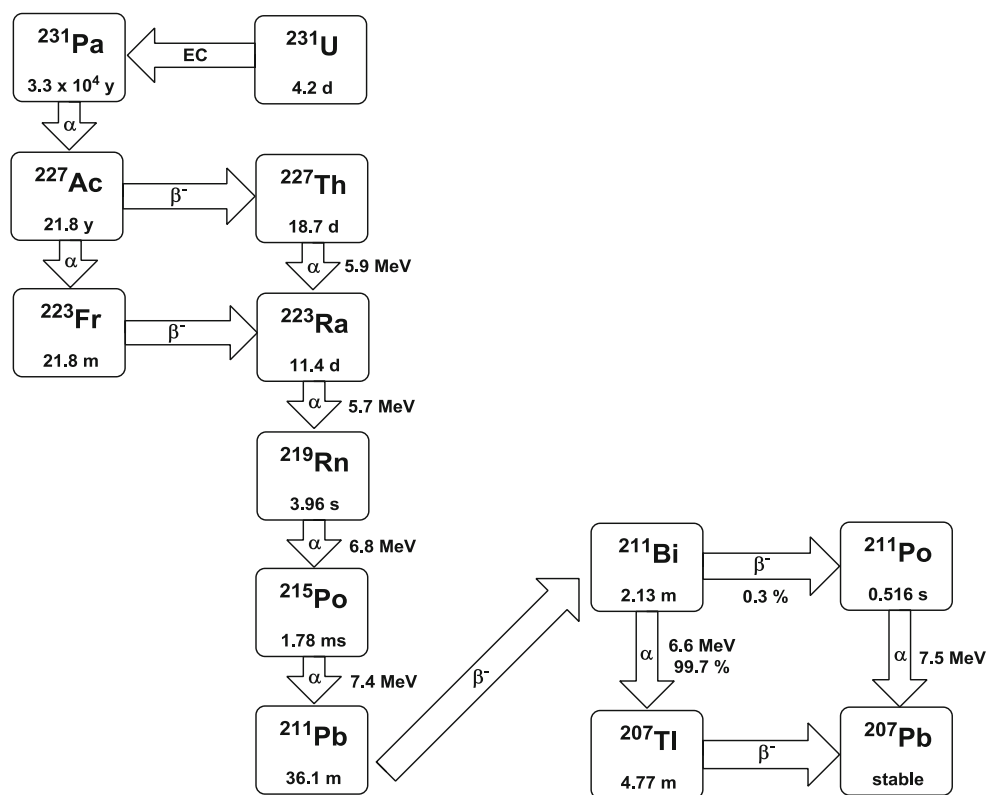 ²³¹Pa
3.3 x 10⁴ y
EC
²³¹U
4.2 d
α
²²⁷Ac
21.8 y
β⁻
²²⁷Th
18.7 d
α
α
5.9 MeV
²²³Fr
21.8 m
β⁻
²²³Ra
11.4 d
α
5.7 MeV
²¹⁹Rn
3.96 s
α
6.8 MeV
²¹⁵Po
1.78 ms
α
7.4 MeV
²¹¹Pb
36.1 m
β⁻
²¹¹Bi
2.13 m
β⁻
0.3 %
²¹¹Po
0.516 s
α
6.6 MeV
99.7 %
α
7.5 MeV
²⁰⁷Tl
4.77 m
β⁻
²⁰⁷Pb
stable